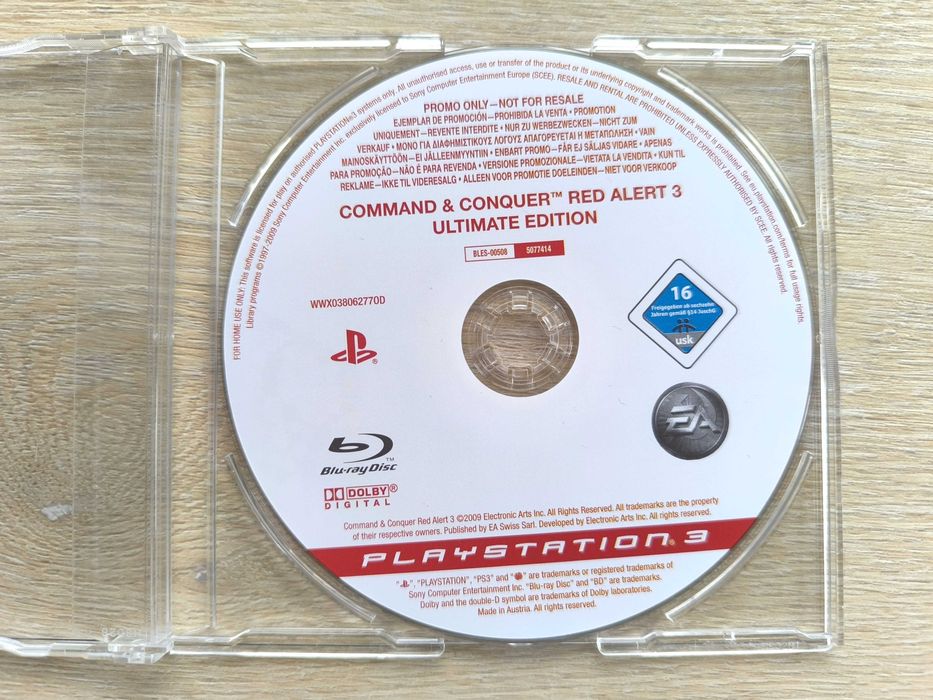 FOR HOME USE ONLY: This software is licensed for play on authorised PLAYSTATION®3 systems only. All unauthorised access, use or transfer of the product or its underlying copyright and trademark works is prohibited. See eu.playstation.com/terms for full usage rights.
Library programs ©1997-2009 Sony Computer Entertainment Inc. exclusively licensed to Sony Computer Entertainment Europe (SCEE). RESALE AND RENTAL ARE PROHIBITED UNLESS EXPRESSLY AUTHORISED BY SCEE. All rights reserved.
PROMO ONLY—NOT FOR RESALE
EJEMPLAR DE PROMOCIÓN—PROHIBIDA LA VENTA • PROMOTION
UNIQUEMENT—REVENTE INTERDITE • NUR ZU WERBEZWECKEN—NICHT ZUM
VERKAUF • ΜΟΝΟ ΓΙΑ ΔΙΑΦΗΜΙΣΤΙΚΟΥΣ ΛΟΓΟΥΣ ΑΠΑΓΟΡΕΥΕΤΑΙ Η ΜΕΤΑΠΩΛΗΣΗ • VAIN
MAINOSKÄYTTÖÖN—EI JÄLLEENMYYNTIIN • ENBART PROMO—FÅR EJ SÄLJAS VIDARE • APENAS
PARA PROMOÇÃO—NÃO É PARA REVENDA • VERSIONE PROMOZIONALE—VIETATA LA VENDITA • KUN TIL
REKLAME—IKKE TIL VIDERESALG • ALLEEN VOOR PROMOTIE DOELEINDEN—NIET VOOR VERKOOP
COMMAND & CONQUER™ RED ALERT 3
ULTIMATE EDITION
BLES-00508 5077414
WWX038062770D
16
Freigegeben ab sechzehn
Jahren gemäß §14 JuSchG
usk
EA
Blu-ray Disc™
DOLBY®
DIGITAL
Command & Conquer Red Alert 3 ©2009 Electronic Arts Inc. All Rights Reserved. All trademarks are the property
of their respective owners. Published by EA Swiss Sarl. Developed by Electronic Arts Inc. All rights reserved.
PLAYSTATION®3
“ ”, “PLAYSTATION”, “PS3” and “ ” are trademarks or registered trademarks of
Sony Computer Entertainment Inc. “Blu-ray Disc” and “BD” are trademarks.
Dolby and the double-D symbol are trademarks of Dolby laboratories.
Made in Austria. All rights reserved.